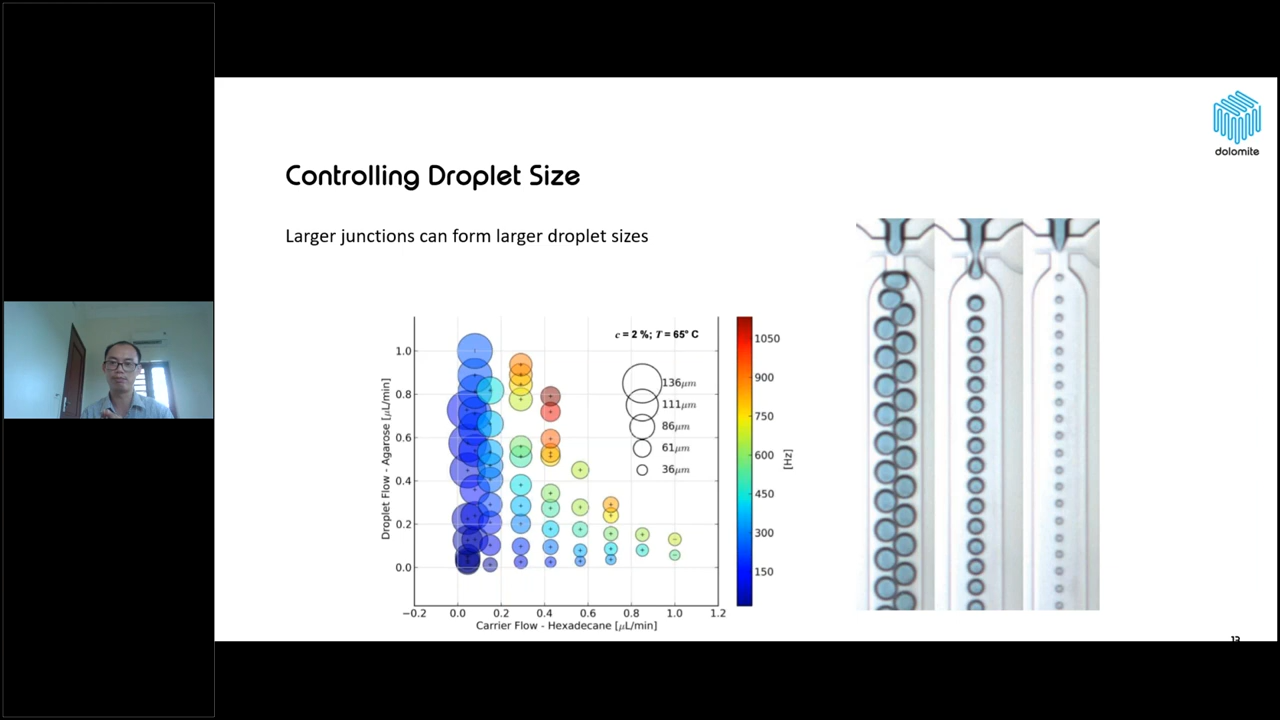 dolomite
Controlling Droplet Size
Larger junctions can form larger droplet sizes
c = 2 %; T = 65° C
136μm
111μm
86μm
61μm
36μm
Droplet Flow - Agarose [μL/min]
1.0
0.8
0.6
0.4
0.2
0.0
−0.2 0.0 0.2 0.4 0.6 0.8 1.0 1.2
Carrier Flow - Hexadecane [μL/min]
1050
900
750
600
450
300
150
[Hz]
13